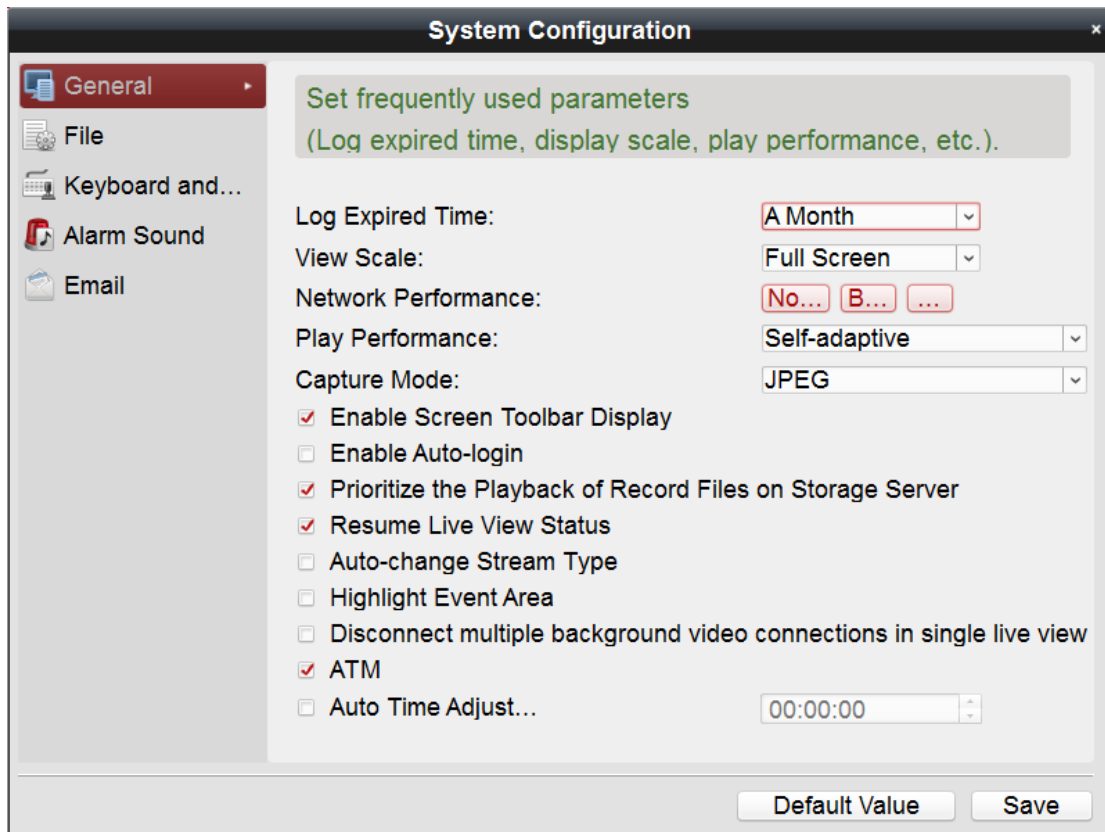 System Configuration
General
File
Keyboard and...
Alarm Sound
Email
Set frequently used parameters
(Log expired time, display scale, play performance, etc.).
Log Expired Time: A Month
View Scale: Full Screen
Network Performance: No... B... ...
Play Performance: Self-adaptive
Capture Mode: JPEG
Enable Screen Toolbar Display
Enable Auto-login
Prioritize the Playback of Record Files on Storage Server
Resume Live View Status
Auto-change Stream Type
Highlight Event Area
Disconnect multiple background video connections in single live view
ATM
Auto Time Adjust... 00:00:00
Default Value Save